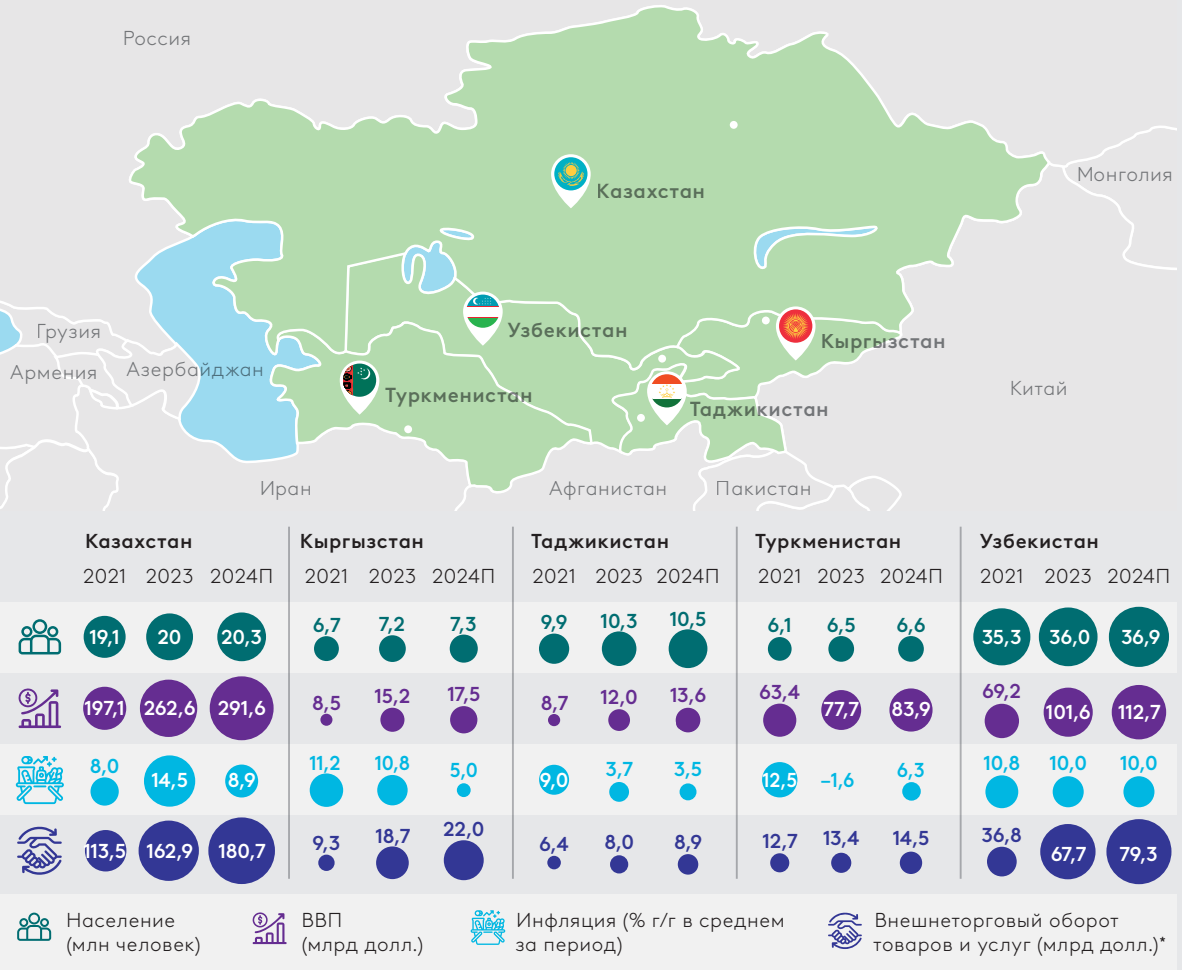 Россия
Монголия
Казахстан
Грузия
Узбекистан
Кыргызстан
Армения
Азербайджан
Китай
Туркменистан
Таджикистан
Иран
Афганистан
Пакистан
Казахстан Кыргызстан Таджикистан Туркменистан Узбекистан
2021 2023 2024П 2021 2023 2024П 2021 2023 2024П 2021 2023 2024П 2021 2023 2024П
19,1 20 20,3 6,7 7,2 7,3 9,9 10,3 10,5 6,1 6,5 6,6 35,3 36,0 36,9
197,1 262,6 291,6 8,5 15,2 17,5 8,7 12,0 13,6 63,4 77,7 83,9 69,2 101,6 112,7
8,0 14,5 8,9 11,2 10,8 5,0 9,0 3,7 3,5 12,5 –1,6 6,3 10,8 10,0 10,0
113,5 162,9 180,7 9,3 18,7 22,0 6,4 8,0 8,9 12,7 13,4 14,5 36,8 67,7 79,3
Население
(млн человек)
ВВП
(млрд долл.)
Инфляция (% г/г в среднем
за период)
Внешнеторговый оборот
товаров и услуг (млрд долл.)*